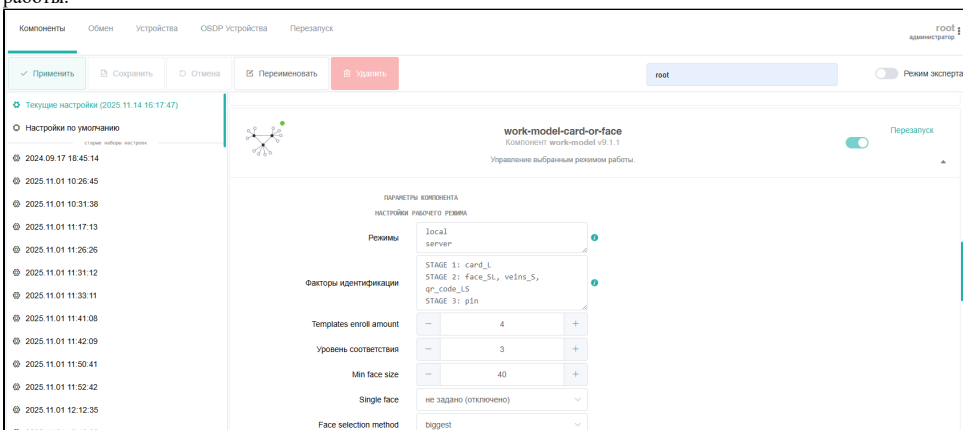 работы.
Компоненты Обмен Устройства OSDP Устройства Перезапуск
root
администратор
Применить Сохранить Отмена Переименовать Удалить root Режим эксперта
Текущие настройки (2025.11.14 16:17:47)
Настройки по умолчанию
старые наборы настроек
2024.09.17 18:45:14
2025.11.01 10:26:45
2025.11.01 10:31:38
2025.11.01 11:17:13
2025.11.01 11:26:26
2025.11.01 11:31:12
2025.11.01 11:33:11
2025.11.01 11:41:08
2025.11.01 11:42:09
2025.11.01 11:50:41
2025.11.01 11:52:42
2025.11.01 12:12:35
work-model-card-or-face
Компонент work-model v9.1.1
Управление выбранным режимом работы.
Перезапуск
ПАРАМЕТРЫ КОМПОНЕНТА
НАСТРОЙКИ РАБОЧЕГО РЕЖИМА
Режимы
local
server
Факторы идентификации
STAGE 1: card_L
STAGE 2: face_SL, veins_S,
qr_code_LS
STAGE 3: pin
Templates enroll amount − 4 +
Уровень соответствия − 3 +
Min face size − 40 +
Single face не задано (отключено)
Face selection method biggest